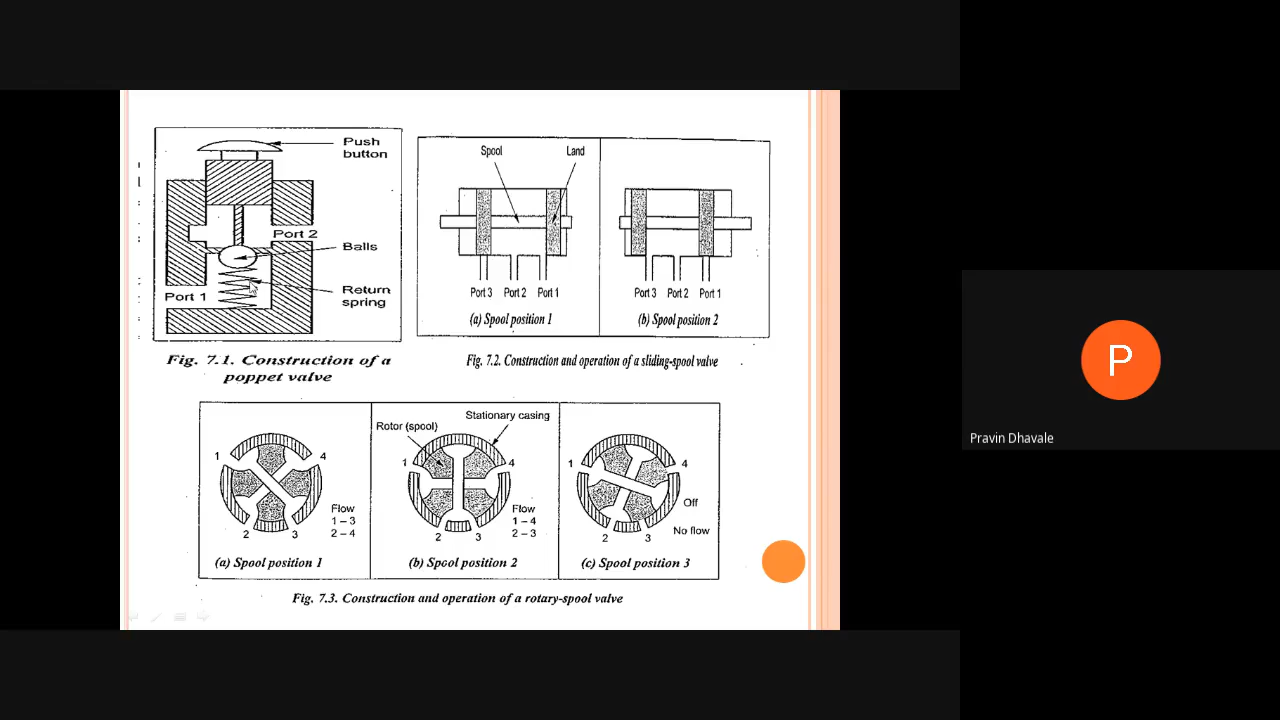 Push
button
Port 2
Balls
Port 1
Return
spring
Fig. 7.1. Construction of a
poppet valve
Spool
Land
Port 3
Port 2
Port 1
(a) Spool position 1
Port 3
Port 2
Port 1
(b) Spool position 2
Fig. 7.2. Construction and operation of a sliding-spool valve
1
4
2
3
Flow
1 – 3
2 – 4
(a) Spool position 1
Rotor (spool)
Stationary casing
1
4
2
3
Flow
1 – 4
2 – 3
(b) Spool position 2
1
4
2
3
Off
No flow
(c) Spool position 3
Fig. 7.3. Construction and operation of a rotary-spool valve
P
Pravin Dhavale